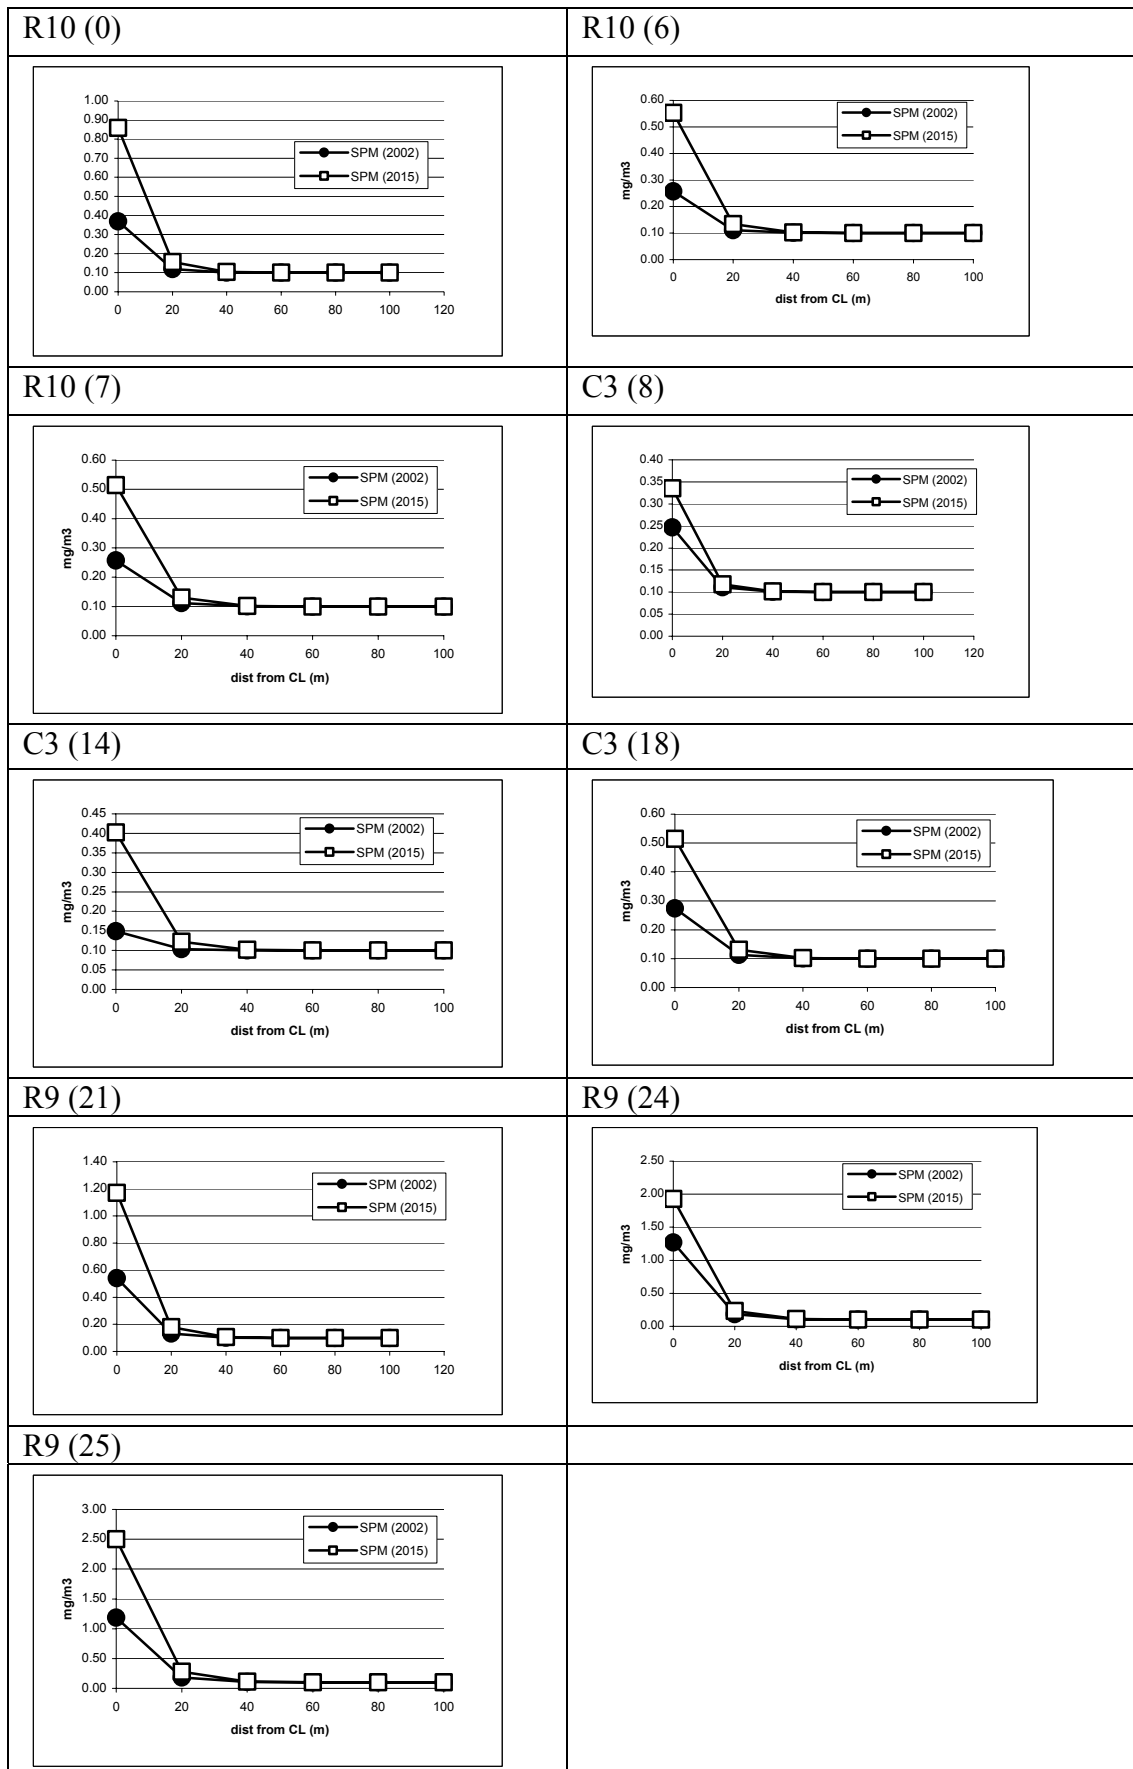 R10 (0)
R10 (6)
1.00
0.90
0.80
0.70
0.60
0.50
0.40
0.30
0.20
0.10
0.00
0 20 40 60 80 100 120
SPM (2002)
SPM (2015)
0.60
0.50
0.40
0.30
0.20
0.10
0.00
mg/m3
0 20 40 60 80 100
dist from CL (m)
SPM (2002)
SPM (2015)
R10 (7)
C3 (8)
0.60
0.50
0.40
0.30
0.20
0.10
0.00
mg/m3
0 20 40 60 80 100
dist from CL (m)
SPM (2002)
SPM (2015)
0.40
0.35
0.30
0.25
0.20
0.15
0.10
0.05
0.00
0 20 40 60 80 100 120
SPM (2002)
SPM (2015)
C3 (14)
C3 (18)
0.45
0.40
0.35
0.30
0.25
0.20
0.15
0.10
0.05
0.00
mg/m3
0 20 40 60 80 100
dist from CL (m)
SPM (2002)
SPM (2015)
0.60
0.50
0.40
0.30
0.20
0.10
0.00
mg/m3
0 20 40 60 80 100
dist from CL (m)
SPM (2002)
SPM (2015)
R9 (21)
R9 (24)
1.40
1.20
1.00
0.80
0.60
0.40
0.20
0.00
0 20 40 60 80 100 120
SPM (2002)
SPM (2015)
2.50
2.00
1.50
1.00
0.50
0.00
mg/m3
0 20 40 60 80 100
dist from CL (m)
SPM (2002)
SPM (2015)
R9 (25)
3.00
2.50
2.00
1.50
1.00
0.50
0.00
mg/m3
0 20 40 60 80 100
dist from CL (m)
SPM (2002)
SPM (2015)